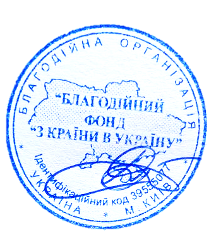 БЛАГОДІЙНА ОРГАНІЗАЦІЯ
"БЛАГОДІЙНИЙ
ФОНД
"З КРАЇНИ В УКРАЇНУ"
Ідентифікаційний код
* УКРАЇНА * М.КИЇВ *